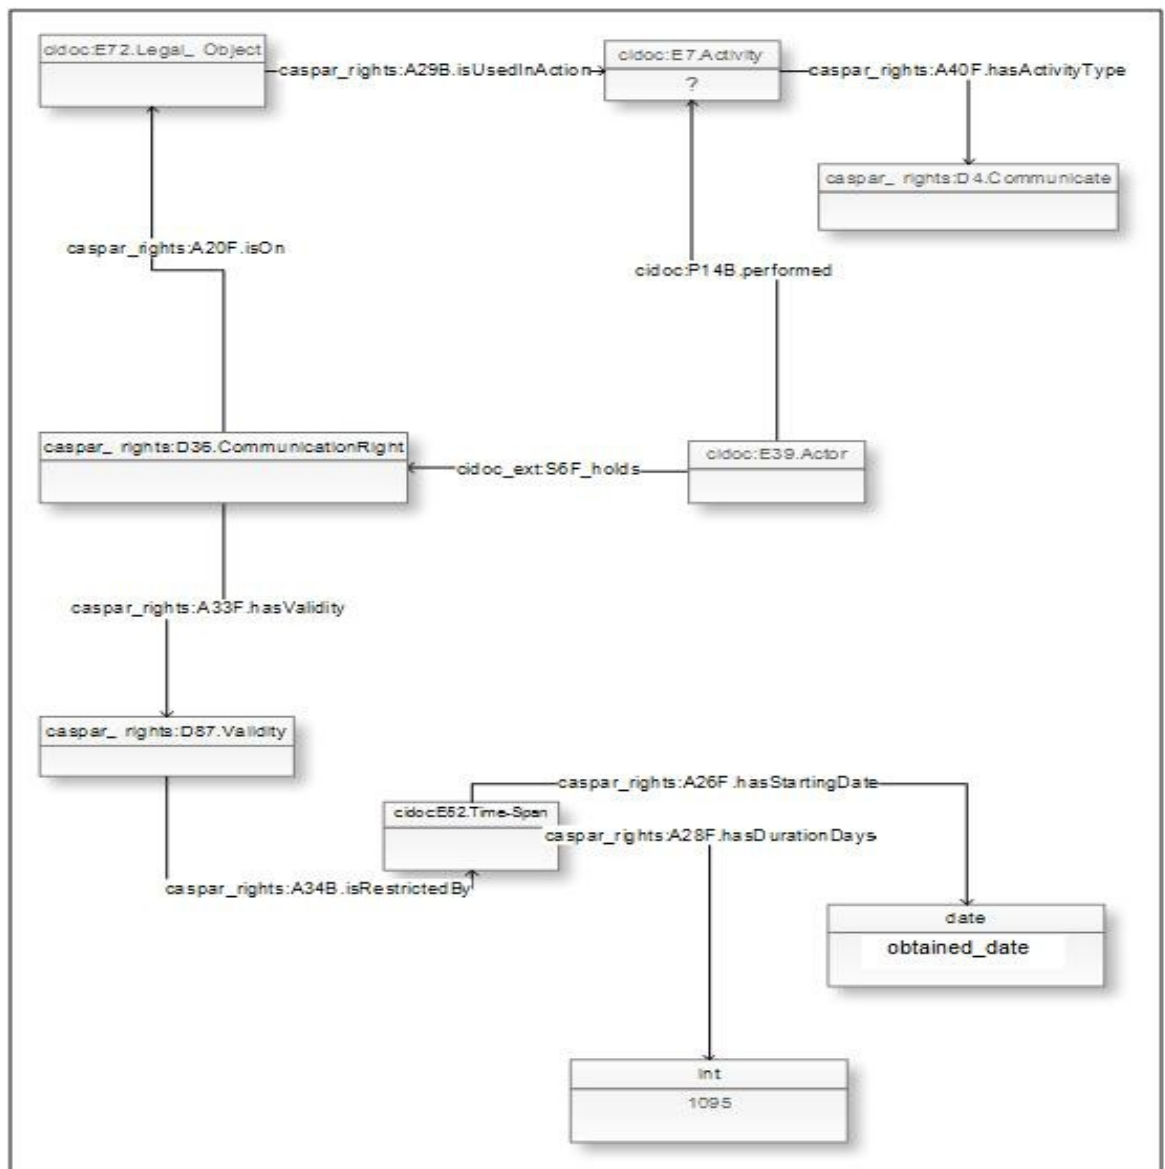 cidoc:E72.Legal_ Object
cidoc:E7.Activity
caspar_rights:A29B.isUsedInAction
caspar_rights:A40F.hasActivityType
?
caspar_ rights:D4.Communicate
caspar_rights:A20F.isOn
cidoc:P14B.performed
caspar_ rights:D36.CommunicationRight
cidoc:E39.Actor
cidoc_ext:S6F_holds
caspar_rights:A33F.hasValidity
caspar_ rights:D87.Validity
caspar_rights:A26F.hasStartingDate
cidoc:E52.Time-Span
caspar_rights:A28F.hasDurationDays
caspar_rights:A34B.isRestrictedBy
date
obtained_date
int
1095